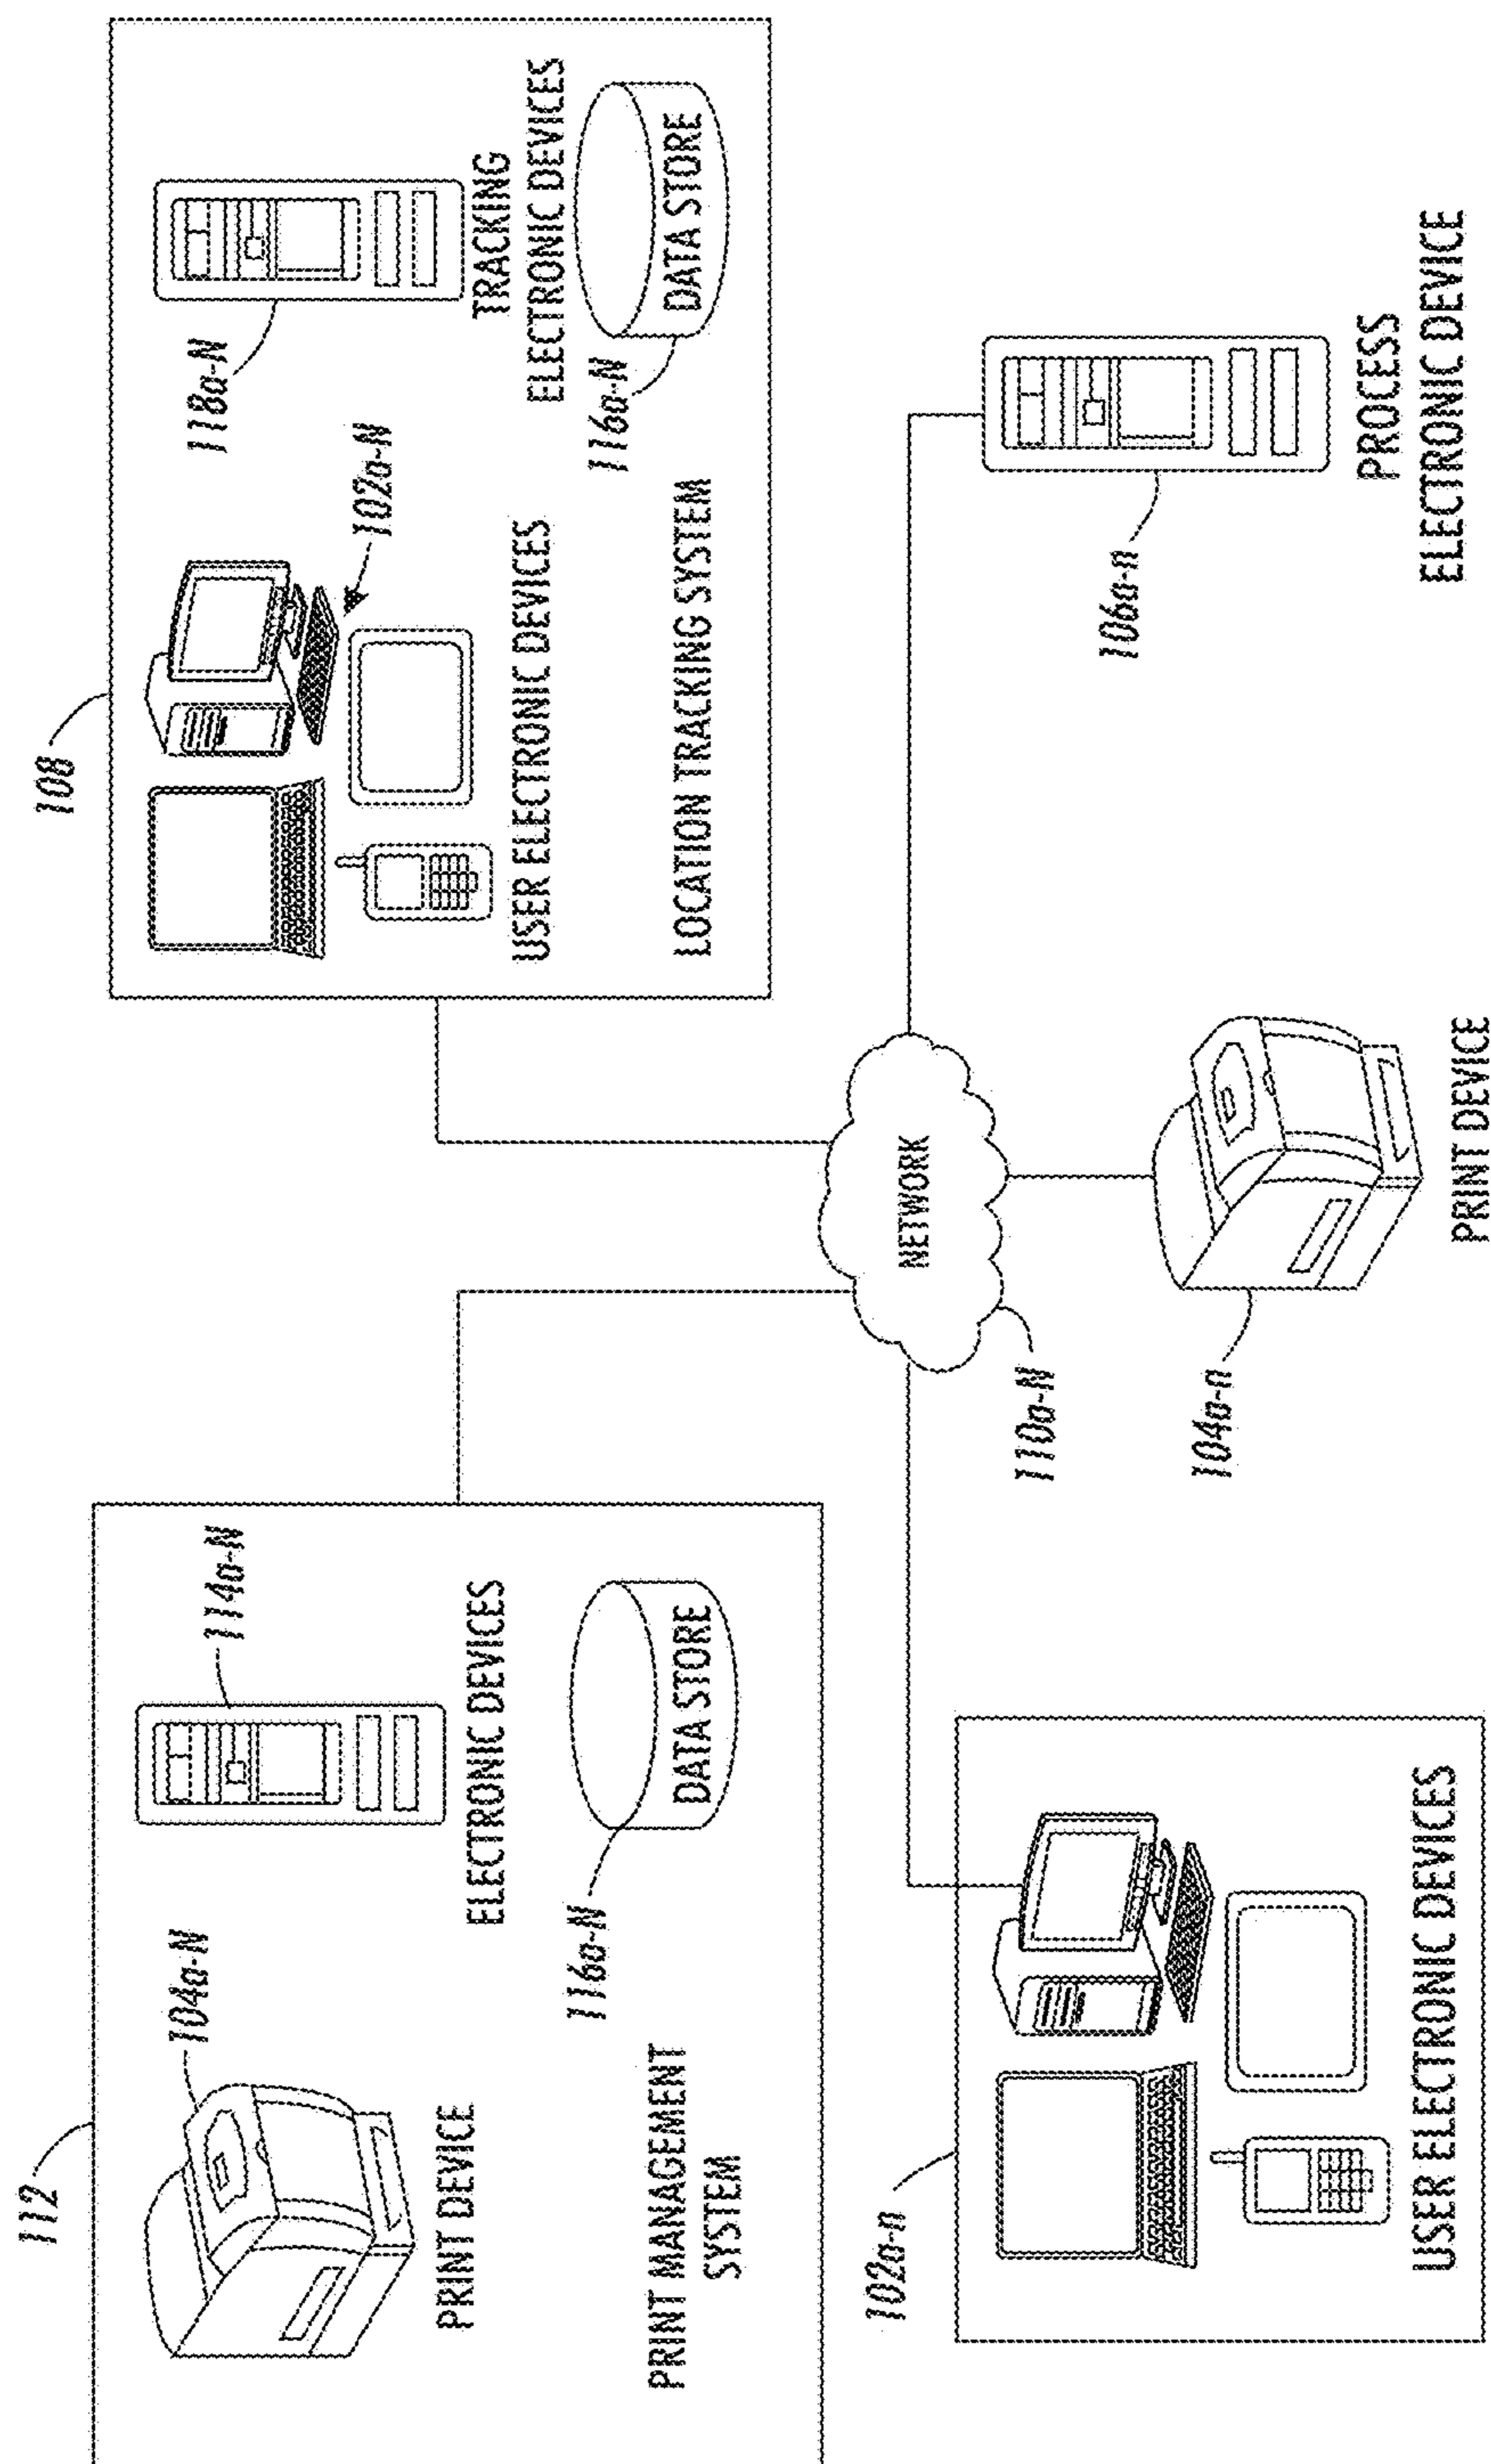 112
104a-N
PRINT DEVICE
114a-N
ELECTRONIC DEVICES
116a-N
DATA STORE
PRINT MANAGEMENT
SYSTEM
108
102a-N
USER ELECTRONIC DEVICES
118a-N
TRACKING
ELECTRONIC DEVICES
116a-N
DATA STORE
LOCATION TRACKING SYSTEM
NETWORK
110a-N
102a-n
USER ELECTRONIC DEVICES
104a-n
PRINT DEVICE
106a-n
PROCESS
ELECTRONIC DEVICE